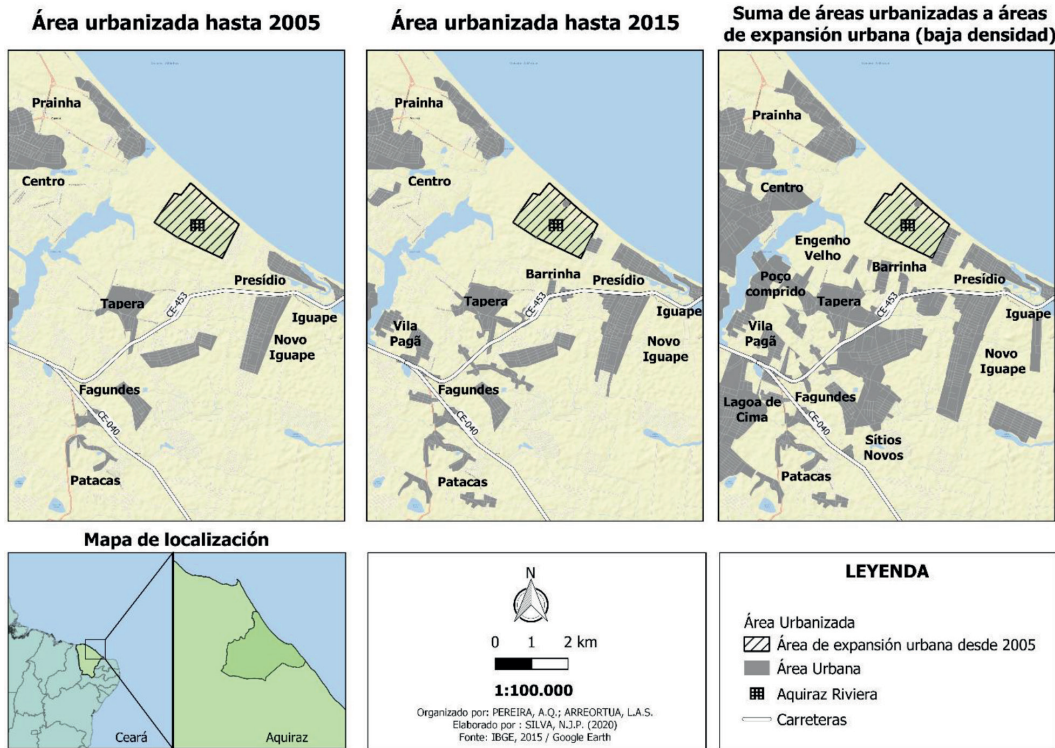 Área urbanizada hasta 2005
Prainha
Centro
Tapera
CE-453
Presídio
Iguape
Novo
Iguape
Fagundes
CE-040
Patacas
Área urbanizada hasta 2015
Prainha
Centro
Barrinha
Presídio
Tapera
CE-453
Iguape
Vila
Pagã
Novo
Iguape
Fagundes
CE-040
Patacas
Suma de áreas urbanizadas a áreas
de expansión urbana (baja densidad)
Prainha
Centro
Engenho
Velho
Barrinha
Poço
comprido
Presídio
Tapera
CE-453
Iguape
Vila
Pagã
Novo
Iguape
Fagundes
Lagoa de
Cima
CE-040
Sítios
Novos
Patacas
Mapa de localización
Ceará
Aquiraz
N
0 1 2 km
1:100.000
Organizado por: PEREIRA, A.Q.; ARREORTUA, L.A.S.
Elaborado por : SILVA, N.J.P. (2020)
Fonte: IBGE, 2015 / Google Earth
LEYENDA
Área Urbanizada
Área de expansión urbana desde 2005
Área Urbana
Aquiraz Riviera
Carreteras